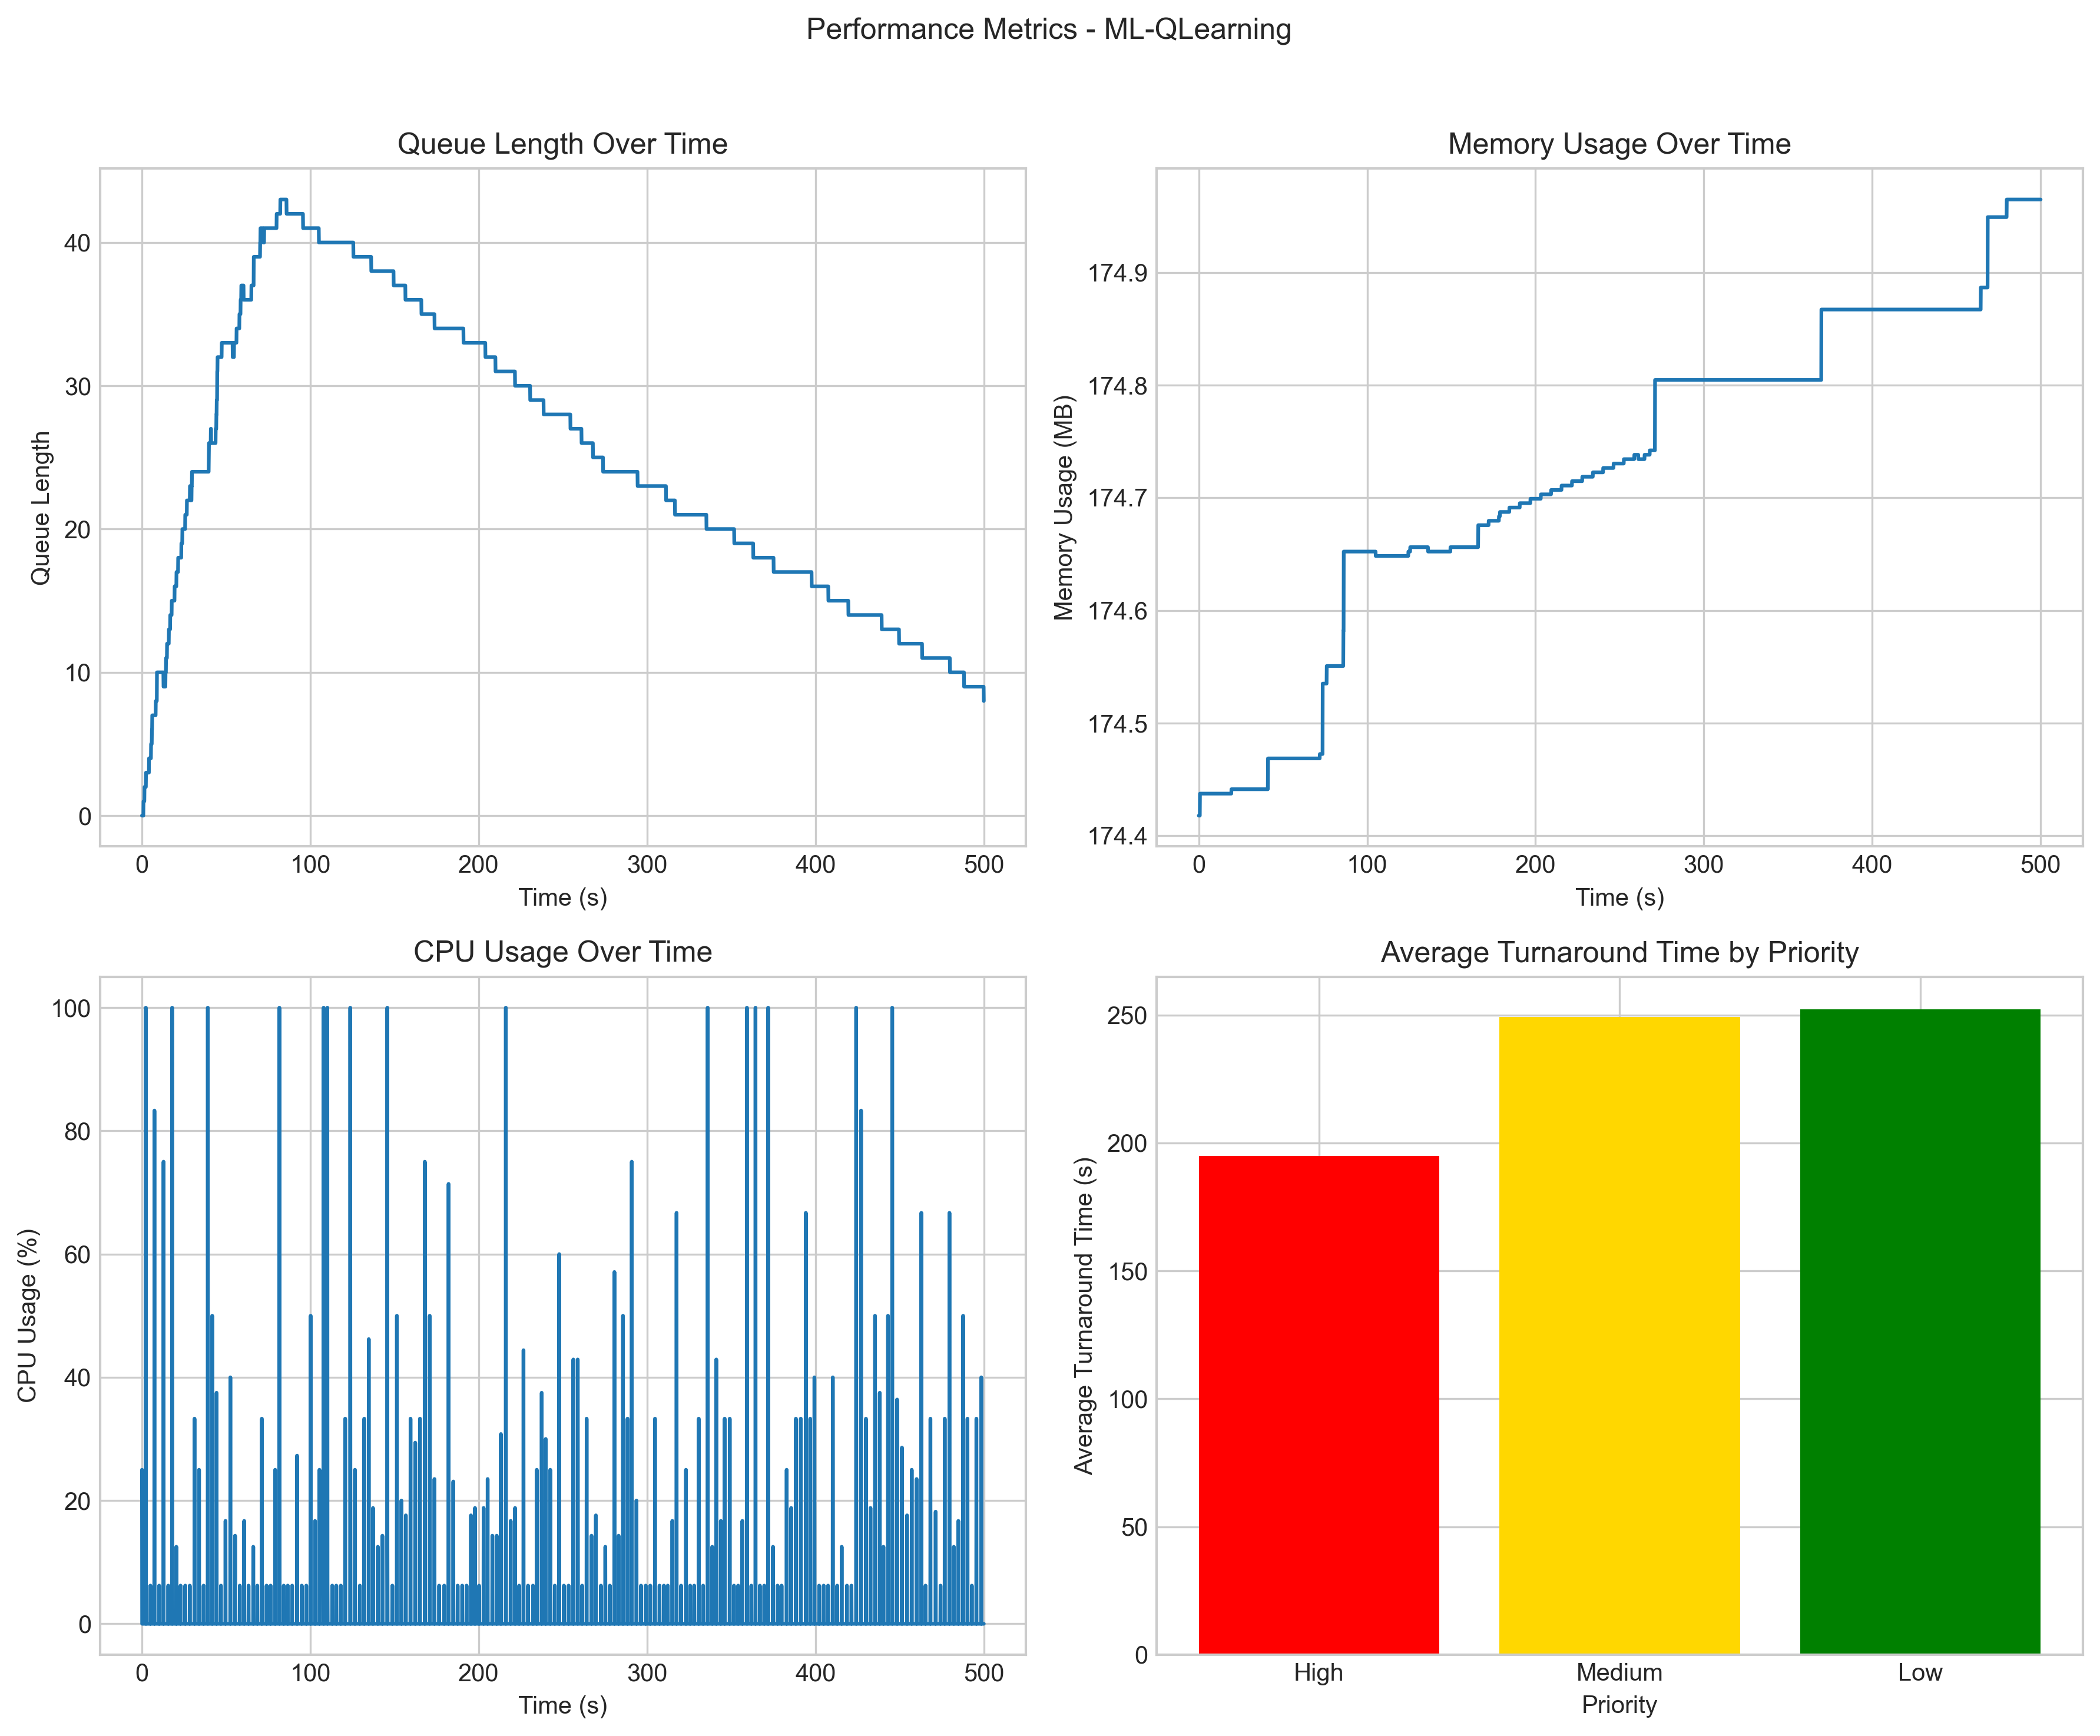 Performance Metrics - ML-QLearning
Queue Length Over Time
Queue Length
40
30
20
10
0
0 100 200 300 400 500
Time (s)
Memory Usage Over Time
Memory Usage (MB)
174.9
174.8
174.7
174.6
174.5
174.4
0 100 200 300 400 500
Time (s)
CPU Usage Over Time
CPU Usage (%)
100
80
60
40
20
0
0 100 200 300 400 500
Time (s)
Average Turnaround Time by Priority
Average Turnaround Time (s)
250
200
150
100
50
0
High Medium Low
Priority